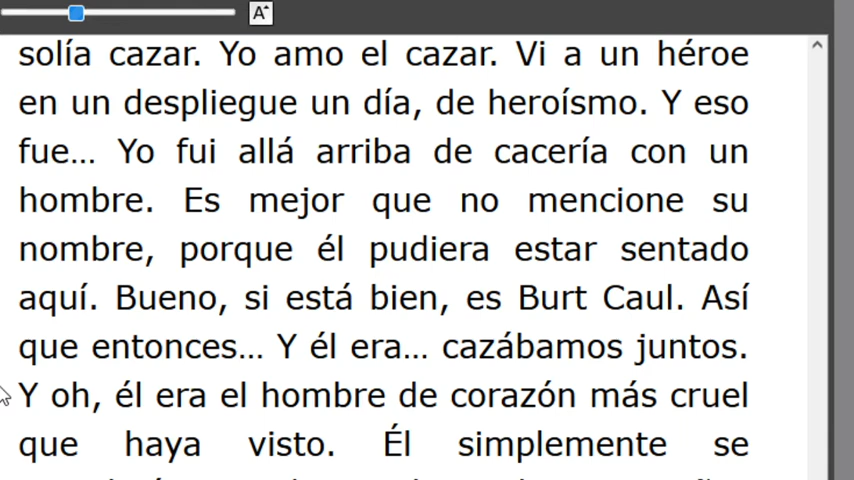 A
solía cazar. Yo amo el cazar. Vi a un héroe
en un despliegue un día, de heroísmo. Y eso
fue... Yo fui allá arriba de cacería con un
hombre. Es mejor que no mencione su
nombre, porque él pudiera estar sentado
aquí. Bueno, si está bien, es Burt Caul. Así
que entonces... Y él era... cazábamos juntos.
Y oh, él era el hombre de corazón más cruel
que haya visto. Él simplemente se